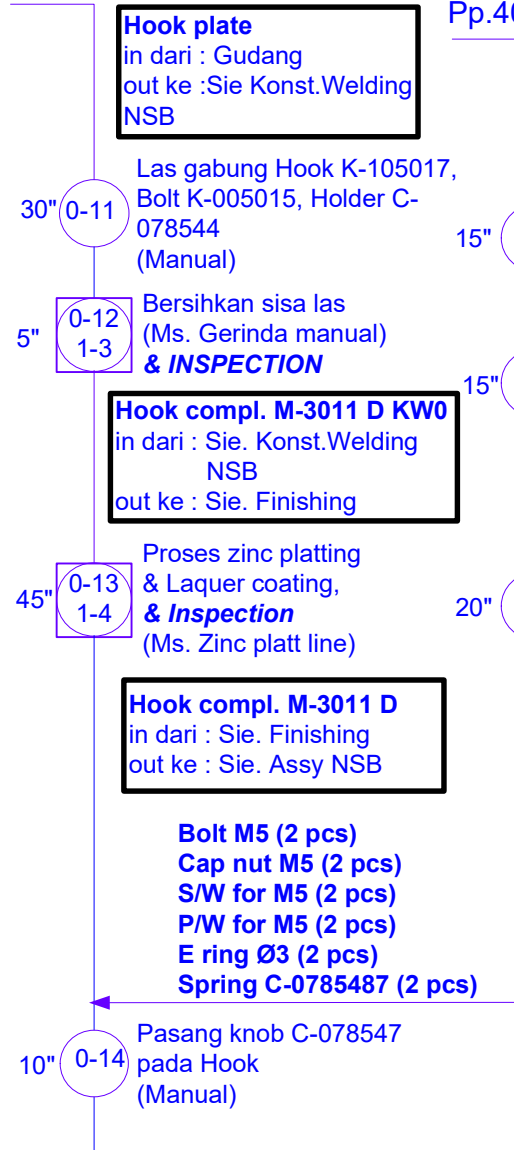 Hook plate
in dari : Gudang
out ke :Sie Konst.Welding
NSB
Las gabung Hook K-105017,
Bolt K-005015, Holder C-
078544
(Manual)
30"
0-11
Bersihkan sisa las
(Ms. Gerinda manual)
& INSPECTION
5"
0-12
1-3
Hook compl. M-3011 D KW0
in dari : Sie. Konst.Welding
NSB
out ke : Sie. Finishing
Proses zinc platting
& Laquer coating,
& Inspection
(Ms. Zinc platt line)
45"
0-13
1-4
Hook compl. M-3011 D
in dari : Sie. Finishing
out ke : Sie. Assy NSB
Bolt M5 (2 pcs)
Cap nut M5 (2 pcs)
S/W for M5 (2 pcs)
P/W for M5 (2 pcs)
E ring Ø3 (2 pcs)
Spring C-0785487 (2 pcs)
Pasang knob C-078547
pada Hook
(Manual)
10"
0-14
15"
15"
20"